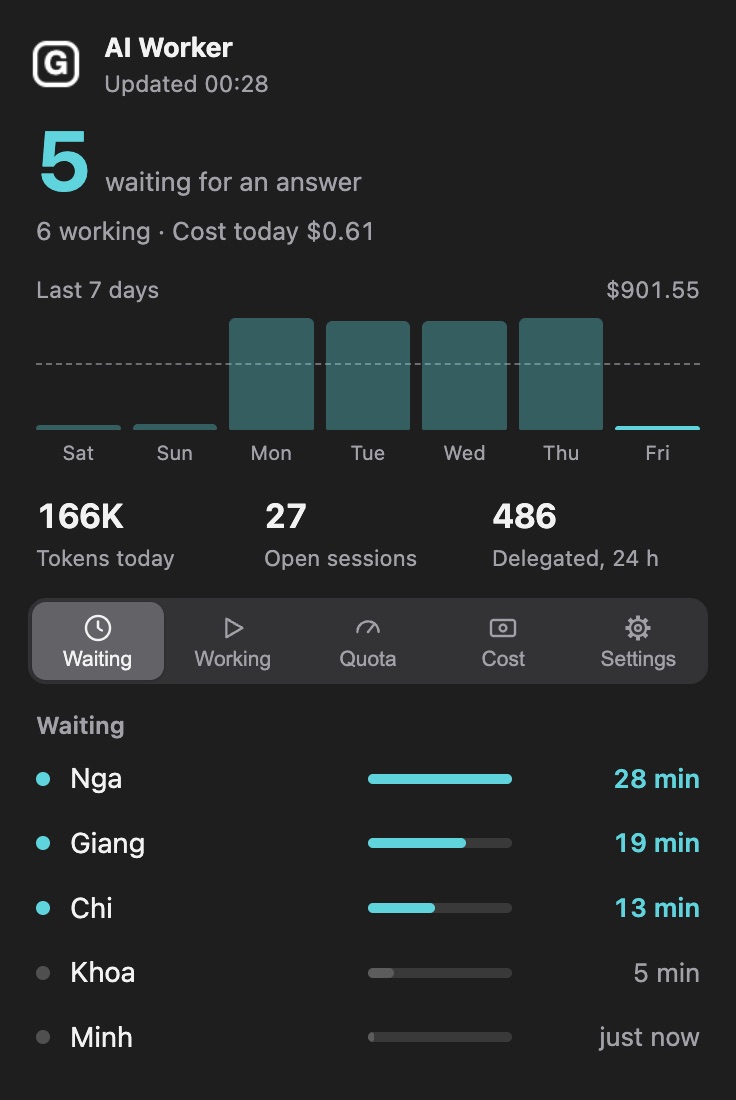 G
AI Worker
Updated 00:28
5 waiting for an answer
6 working · Cost today $0.61
Last 7 days $901.55
Sat Sun Mon Tue Wed Thu Fri
166K 27 486
Tokens today Open sessions Delegated, 24 h
Waiting Working Quota Cost Settings
Waiting
Nga 28 min
Giang 19 min
Chi 13 min
Khoa 5 min
Minh just now